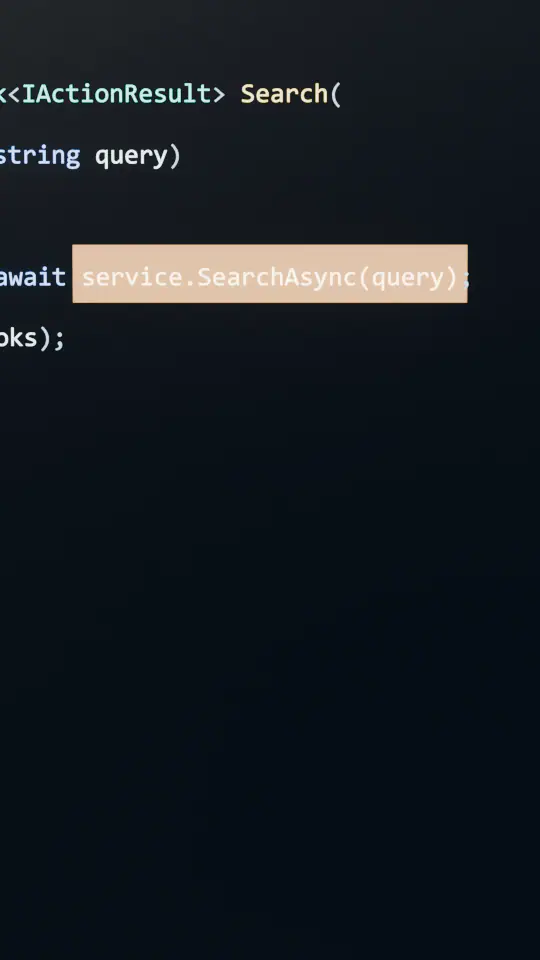 <IActionResult> Search(
string query)
await service.SearchAsync(query);
oks);